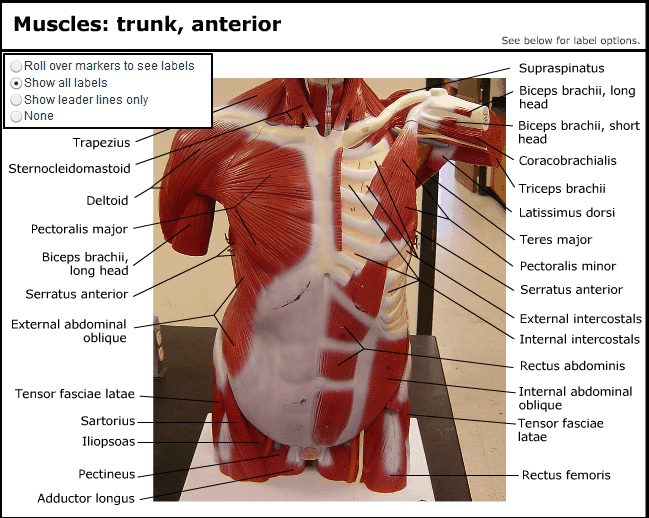 Muscles: trunk, anterior
See below for label options.
Roll over markers to see labels
Show all labels
Show leader lines only
None
Trapezius
Sternocleidomastoid
Deltoid
Pectoralis major
Biceps brachii,
long head
Serratus anterior
External abdominal
oblique
Tensor fasciae latae
Sartorius
Iliopsoas
Pectineus
Adductor longus
Supraspinatus
Biceps brachii, long
head
Biceps brachii, short
head
Coracobrachialis
Triceps brachii
Latissimus dorsi
Teres major
Pectoralis minor
Serratus anterior
External intercostals
Internal intercostals
Rectus abdominis
Internal abdominal
oblique
Tensor fasciae
latae
Rectus femoris